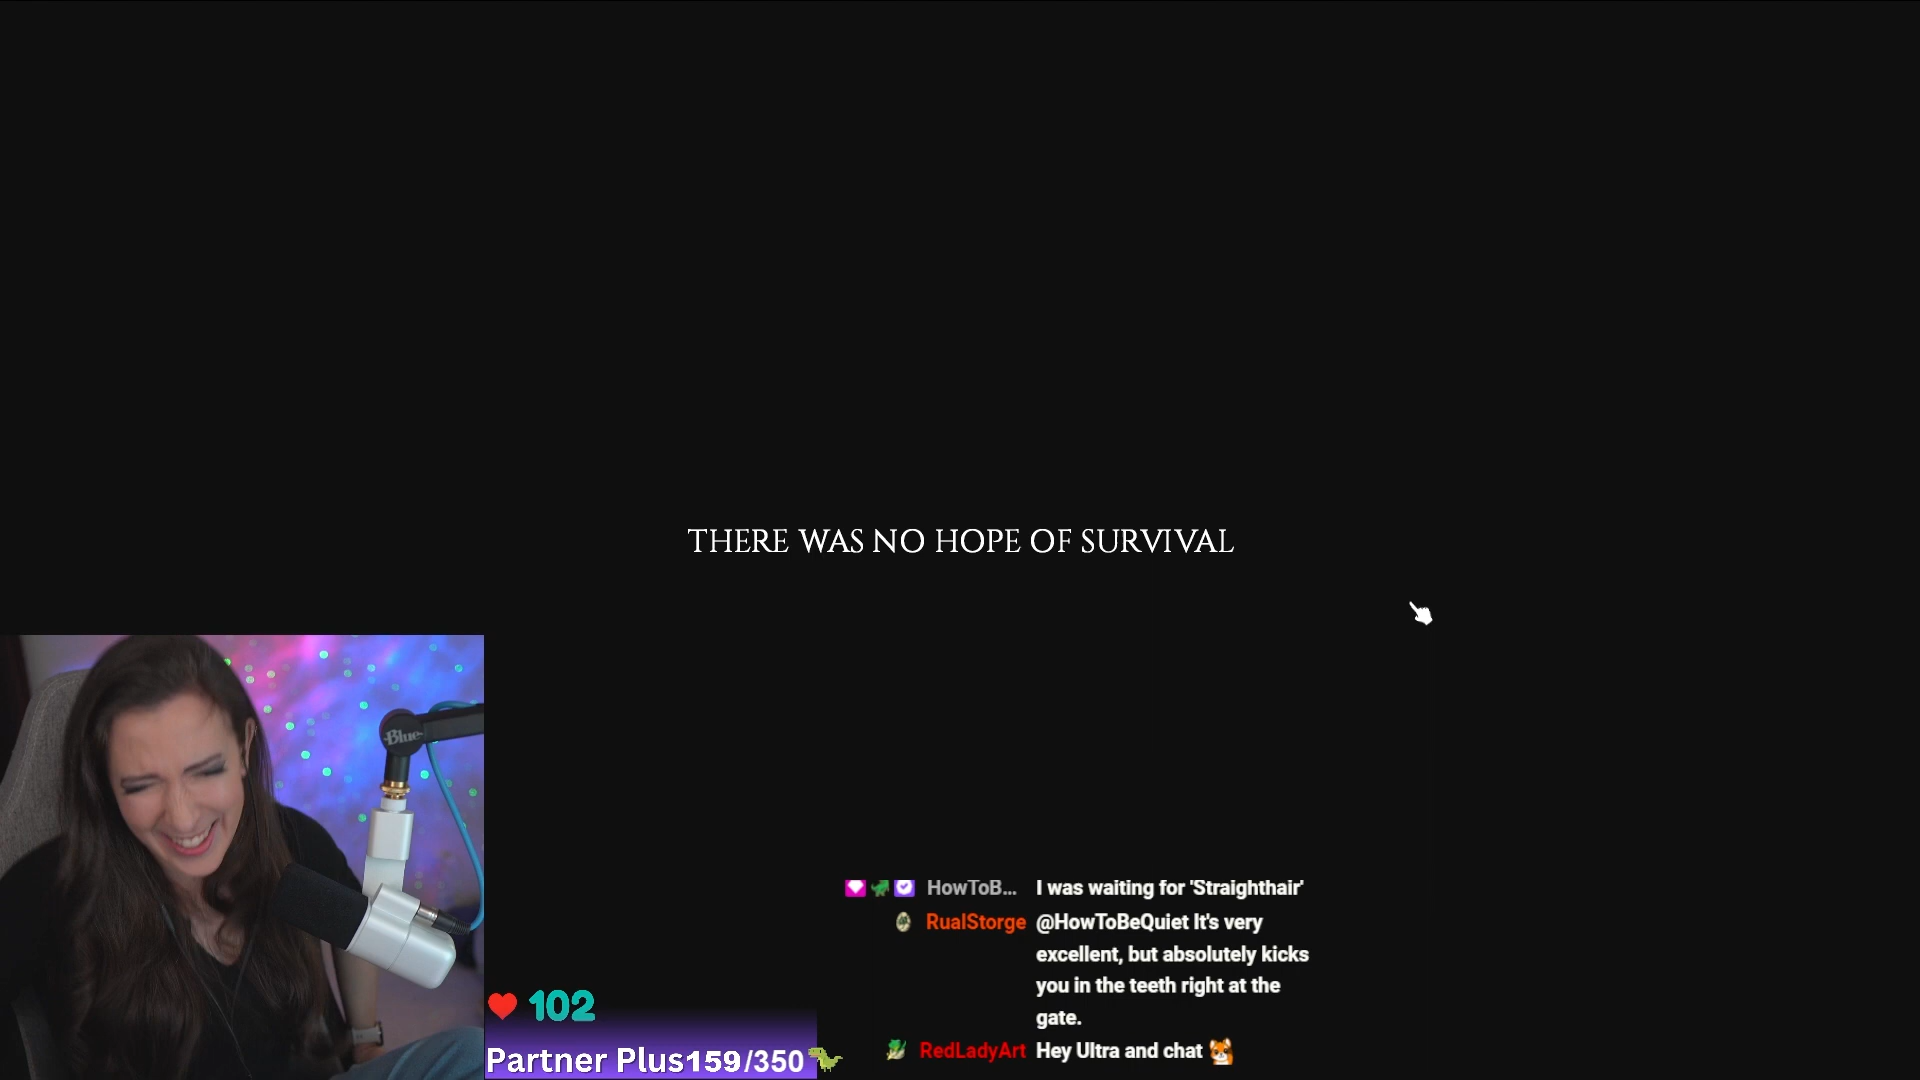 THERE WAS NO HOPE OF SURVIVAL
Blue
HowToB... I was waiting for 'Straighthair'
RualStorge @HowToBeQuiet It's very
excellent, but absolutely kicks
you in the teeth right at the
gate.
102
Partner Plus159/350
RedLadyArt Hey Ultra and chat